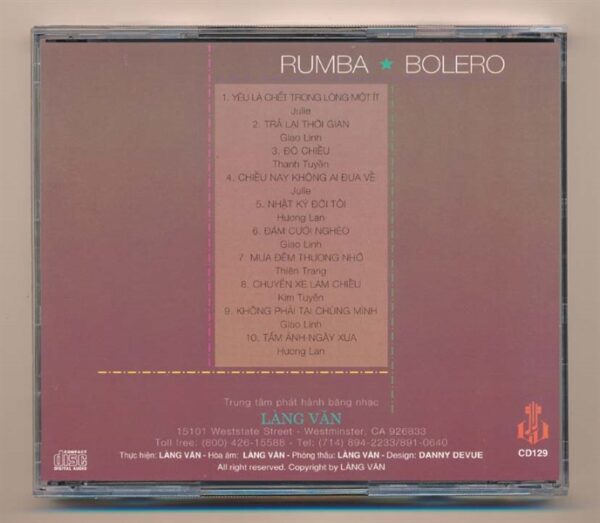 RUMBA ★ BOLERO
1. YÊU LÀ CHẾT TRONG LÒNG MỘT ÍT
Julie
2. TRẢ LẠI THỜI GIAN
Giao Linh
3. ĐÒ CHIỀU
Thanh Tuyền
4. CHIỀU NAY KHÔNG AI ĐƯA VỀ
Julie
5. NHẬT KÝ ĐỜI TÔI
Hương Lan
6. ĐÁM CƯỚI NGHÈO
Giao Linh
7. MƯA ĐÊM THƯƠNG NHỚ
Thiên Trang
8. CHUYẾN XE LAM CHIỀU
Kim Tuyền
9. KHÔNG PHẢI TẠI CHÚNG MÌNH
Giao Linh
10. TẤM ẢNH NGÀY XƯA
Hương Lan
Trung tâm phát hành băng nhạc
LÀNG VĂN
15101 Weststate Street - Westminster, CA 926833
Toll free: (800) 426-15588 - Tel: (714) 894-2233/891-0640
Thực hiện: LÀNG VĂN - Hòa âm: LÀNG VĂN - Phòng thâu: LÀNG VĂN - Design: DANNY DEVUE
All right reserved. Copyright by LÀNG VĂN
COMPACT
disc
DIGITAL AUDIO
CD129